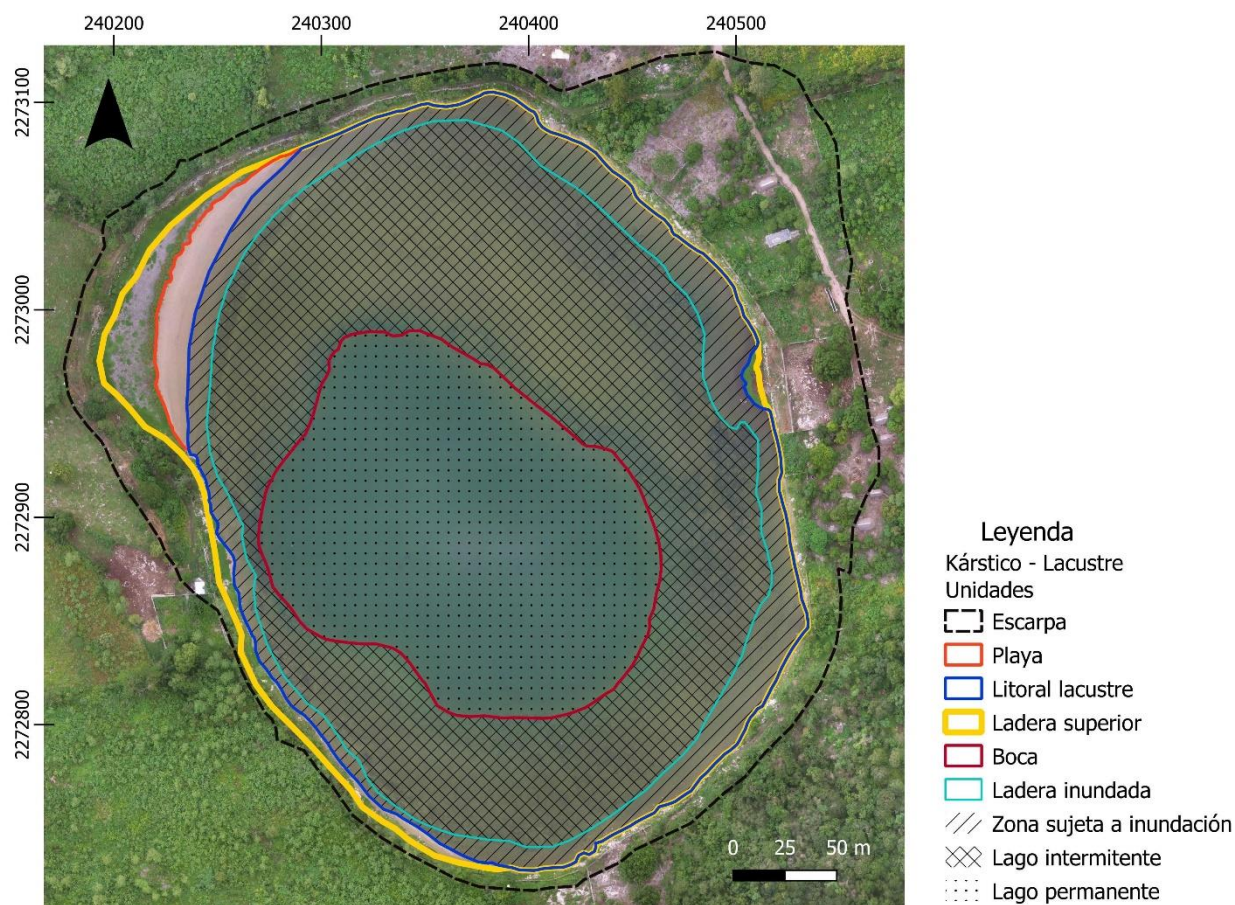 240200 240300 240400 240500
2273100
2273000
2272900
2272800
0 25 50 m
Leyenda
Kárstico - Lacustre
Unidades
Escarpa
Playa
Litoral lacustre
Ladera superior
Boca
Ladera inundada
Zona sujeta a inundación
Lago intermitente
Lago permanente